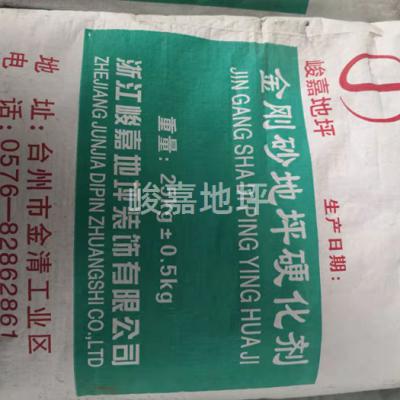 峻嘉地坪
生产日期：
金刚砂地坪硬化剂
JIN GANG SHA DI PING YING HUA JI
重量：25kg±0.5kg
浙江峻嘉地坪装饰有限公司
ZHEJIANG JUNJIA DIPIN ZHUANGSHI CO.,LTD
地址：台州市金清工业区
电话：0576-82862861
峻嘉地坪